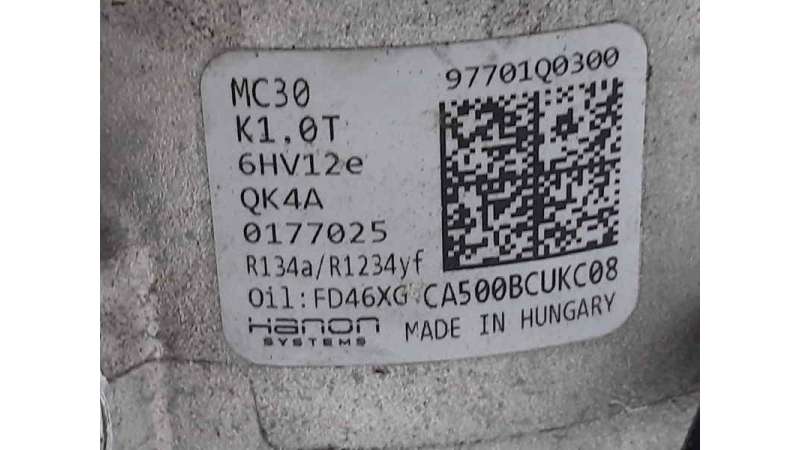 97701Q0300
MC30
K1.0T
6HV12e
QK4A
0177025
R134a/R1234yf
Oil:FD46XG CA500BCUKC08
Hanon
SYSTEMS
MADE IN HUNGARY